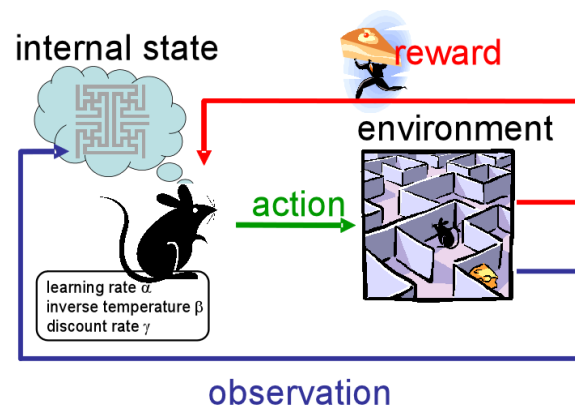 internal state
reward
environment
action
learning rate α
inverse temperature β
discount rate γ
observation